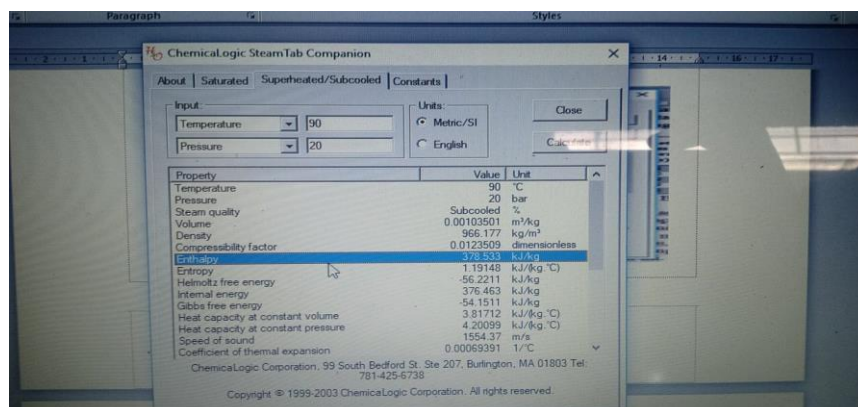 Paragraph Styles
ChemicaLogic SteamTab Companion
About Saturated Superheated/Subcooled Constants
Input: Units:
Temperature 90 Metric/SI Close
Pressure 20 English Calculate
Property Value Unit
Temperature 90 °C
Pressure 20 bar
Steam quality Subcooled %
Volume 0.00103501 m³/kg
Density 966.177 kg/m³
Compressibility factor 0.0123509 dimensionless
Enthalpy 378.533 kJ/kg
Entropy 1.19148 kJ/(kg.°C)
Helmoltz free energy -56.2211 kJ/kg
Internal energy 376.463 kJ/kg
Gibbs free energy -54.1511 kJ/kg
Heat capacity at constant volume 3.81712 kJ/(kg.°C)
Heat capacity at constant pressure 4.20099 kJ/(kg.°C)
Speed of sound 1554.37 m/s
Coefficient of thermal expansion 0.00069391 1/°C
ChemicaLogic Corporation, 99 South Bedford St. Ste 207, Burlington, MA 01803 Tel:
781-425-6738
Copyright © 1999-2003 ChemicaLogic Corporation. All rights reserved.